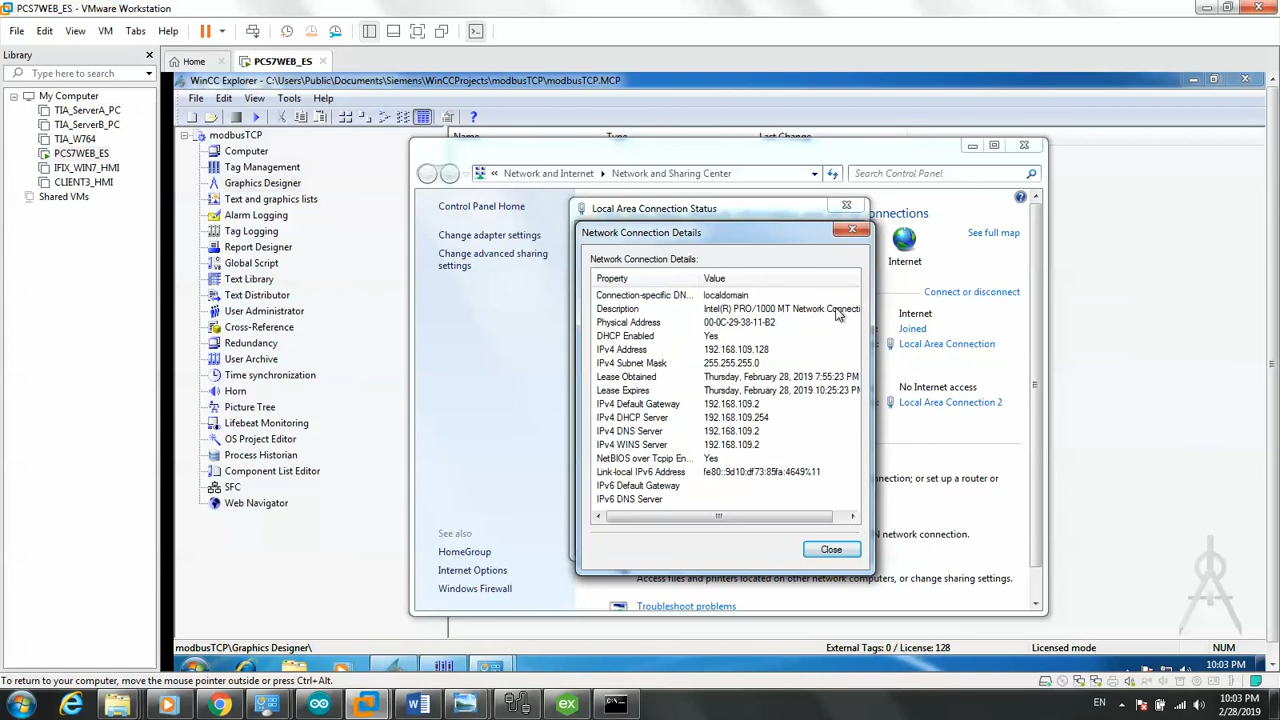 PCS7WEB_ES - VMware Workstation
File Edit View VM Tabs Help
Library
Type here to search
My Computer
TIA_ServerA_PC
TIA_ServerB_PC
TIA_W764
PCS7WEB_ES
IFIX_WIN7_HMI
CLIENT3_HMI
Shared VMs
Home
PCS7WEB_ES
WinCC Explorer - C:\Users\Public\Documents\Siemens\WinCCProjects\modbusTCP\modbusTCP.MCP
File Edit View Tools Help
modbusTCP
Computer
Tag Management
Graphics Designer
Text and graphics lists
Alarm Logging
Tag Logging
Report Designer
Global Script
Text Library
Text Distributor
User Administrator
Cross-Reference
Redundancy
User Archive
Time synchronization
Horn
Picture Tree
Lifebeat Monitoring
OS Project Editor
Process Historian
Component List Editor
SFC
Web Navigator
Name Type Last Change
Network and Internet Network and Sharing Center
Search Control Panel
Control Panel Home
Change adapter settings
Change advanced sharing
settings
See also
HomeGroup
Internet Options
Windows Firewall
Local Area Connection Status
Network Connection Details
Network Connection Details:
Property Value
Connection-specific DN... localdomain
Description Intel(R) PRO/1000 MT Network Connecti
Physical Address 00-0C-29-38-11-B2
DHCP Enabled Yes
IPv4 Address 192.168.109.128
IPv4 Subnet Mask 255.255.255.0
Lease Obtained Thursday, February 28, 2019 7:55:23 PM
Lease Expires Thursday, February 28, 2019 10:25:23 P
IPv4 Default Gateway 192.168.109.2
IPv4 DHCP Server 192.168.109.254
IPv4 DNS Server 192.168.109.2
IPv4 WINS Server 192.168.109.2
NetBIOS over Tcpip En... Yes
Link-local IPv6 Address fe80::9d10:df73:85fa:4649%11
IPv6 Default Gateway
IPv6 DNS Server
Close
onnections
See full map
Internet
Connect or disconnect
Internet
Joined
Local Area Connection
No Internet access
Local Area Connection 2
nection; or set up a router or
N network connection.
Access files and printers located on other network computers, or change sharing settings.
Troubleshoot problems
modbusTCP\Graphics Designer\ External Tags: 0 / License: 128 Licensed mode NUM
10:03 PM
To return to your computer, move the mouse pointer outside or press Ctrl+Alt.
EN
10:03 PM
2/28/2019